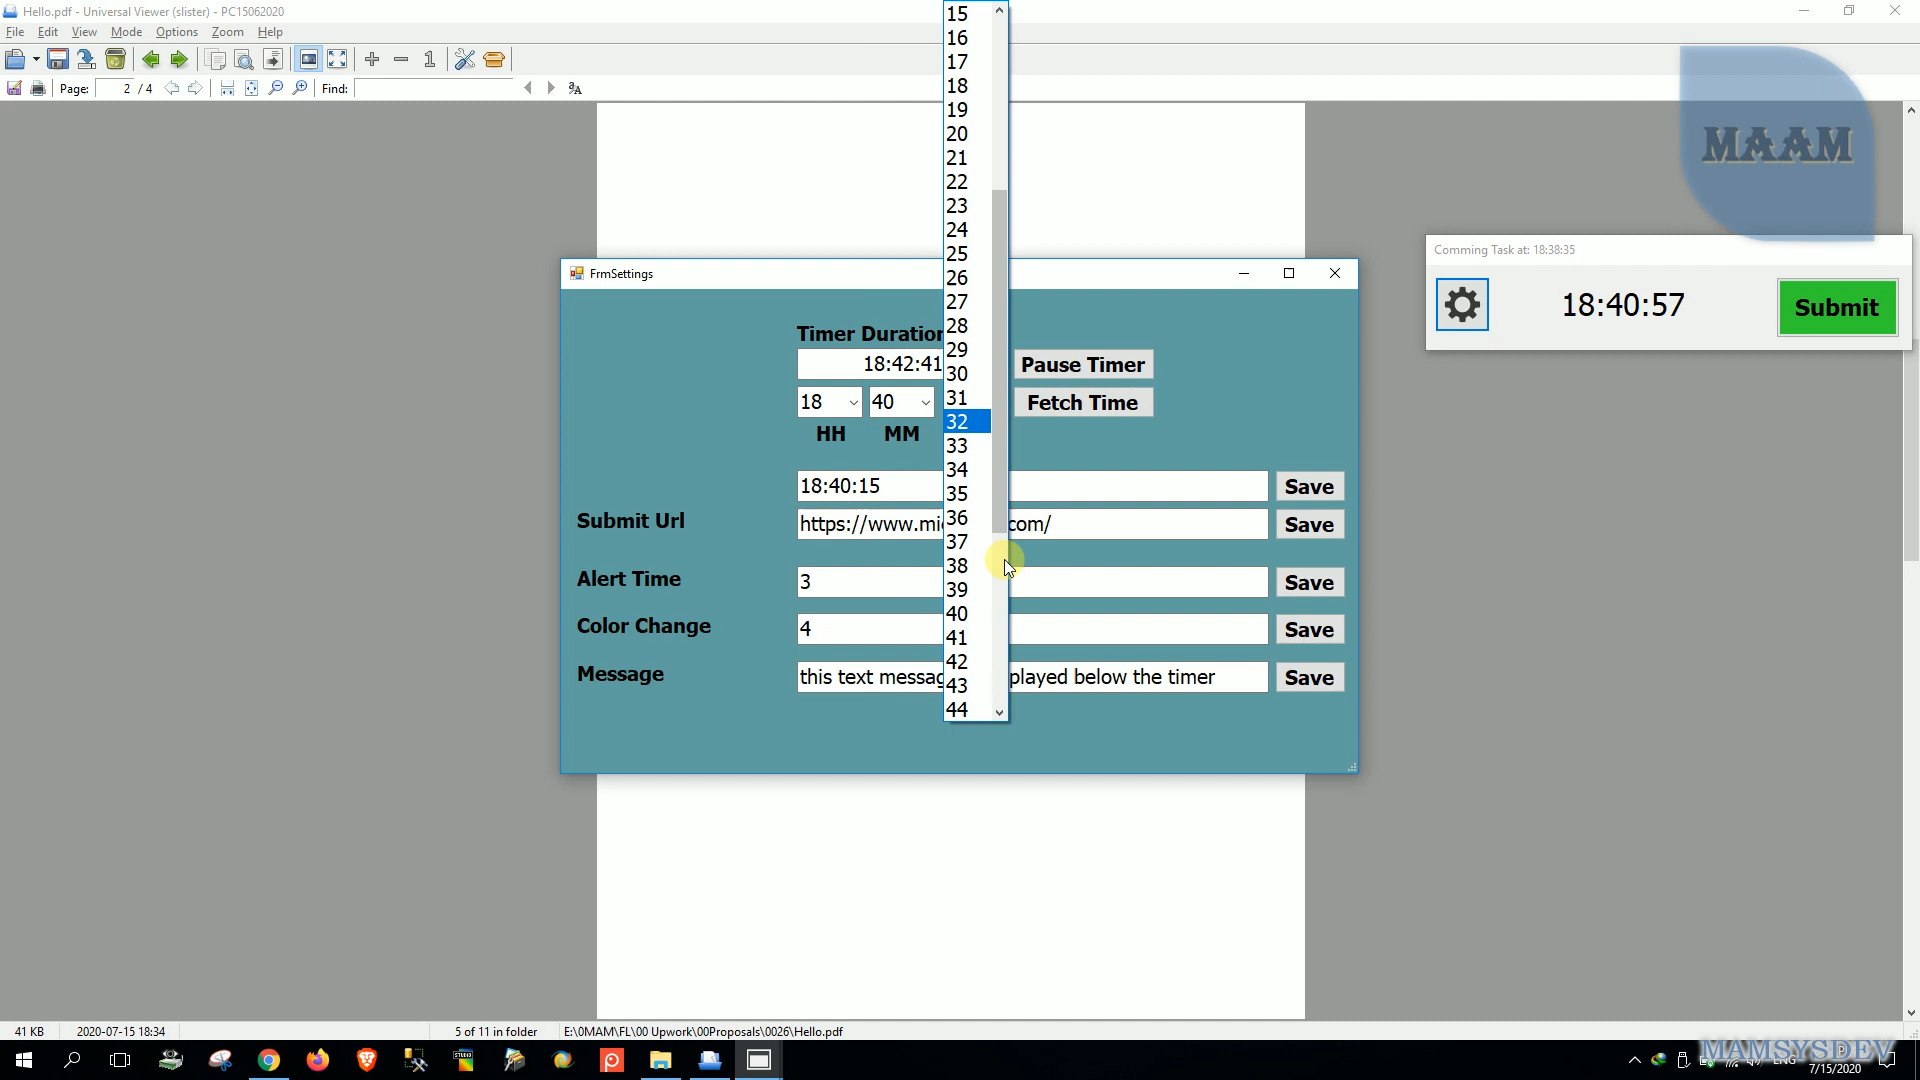 Hello.pdf - Universal Viewer (slister) - PC15062020
File Edit View Mode Options Zoom Help
Page: 2 / 4 Find:
MAAM
15
16
17
18
19
20
21
22
23
24
25
26
27
28
29
30
31
32
33
34
35
36
37
38
39
40
41
42
43
44
FrmSettings
Timer Duration
18:42:41
Pause Timer
18 40
Fetch Time
HH MM
18:40:15 Save
Submit Url https://www.mi com/ Save
Alert Time 3 Save
Color Change 4 Save
Message this text messag played below the timer Save
Comming Task at: 18:38:35
18:40:57 Submit
41 KB 2020-07-15 18:34 5 of 11 in folder E:\0MAM\FL\00 Upwork\00Proposals\0026\Hello.pdf
STUDIO
MAMSYSDEV
ENG
7/15/2020